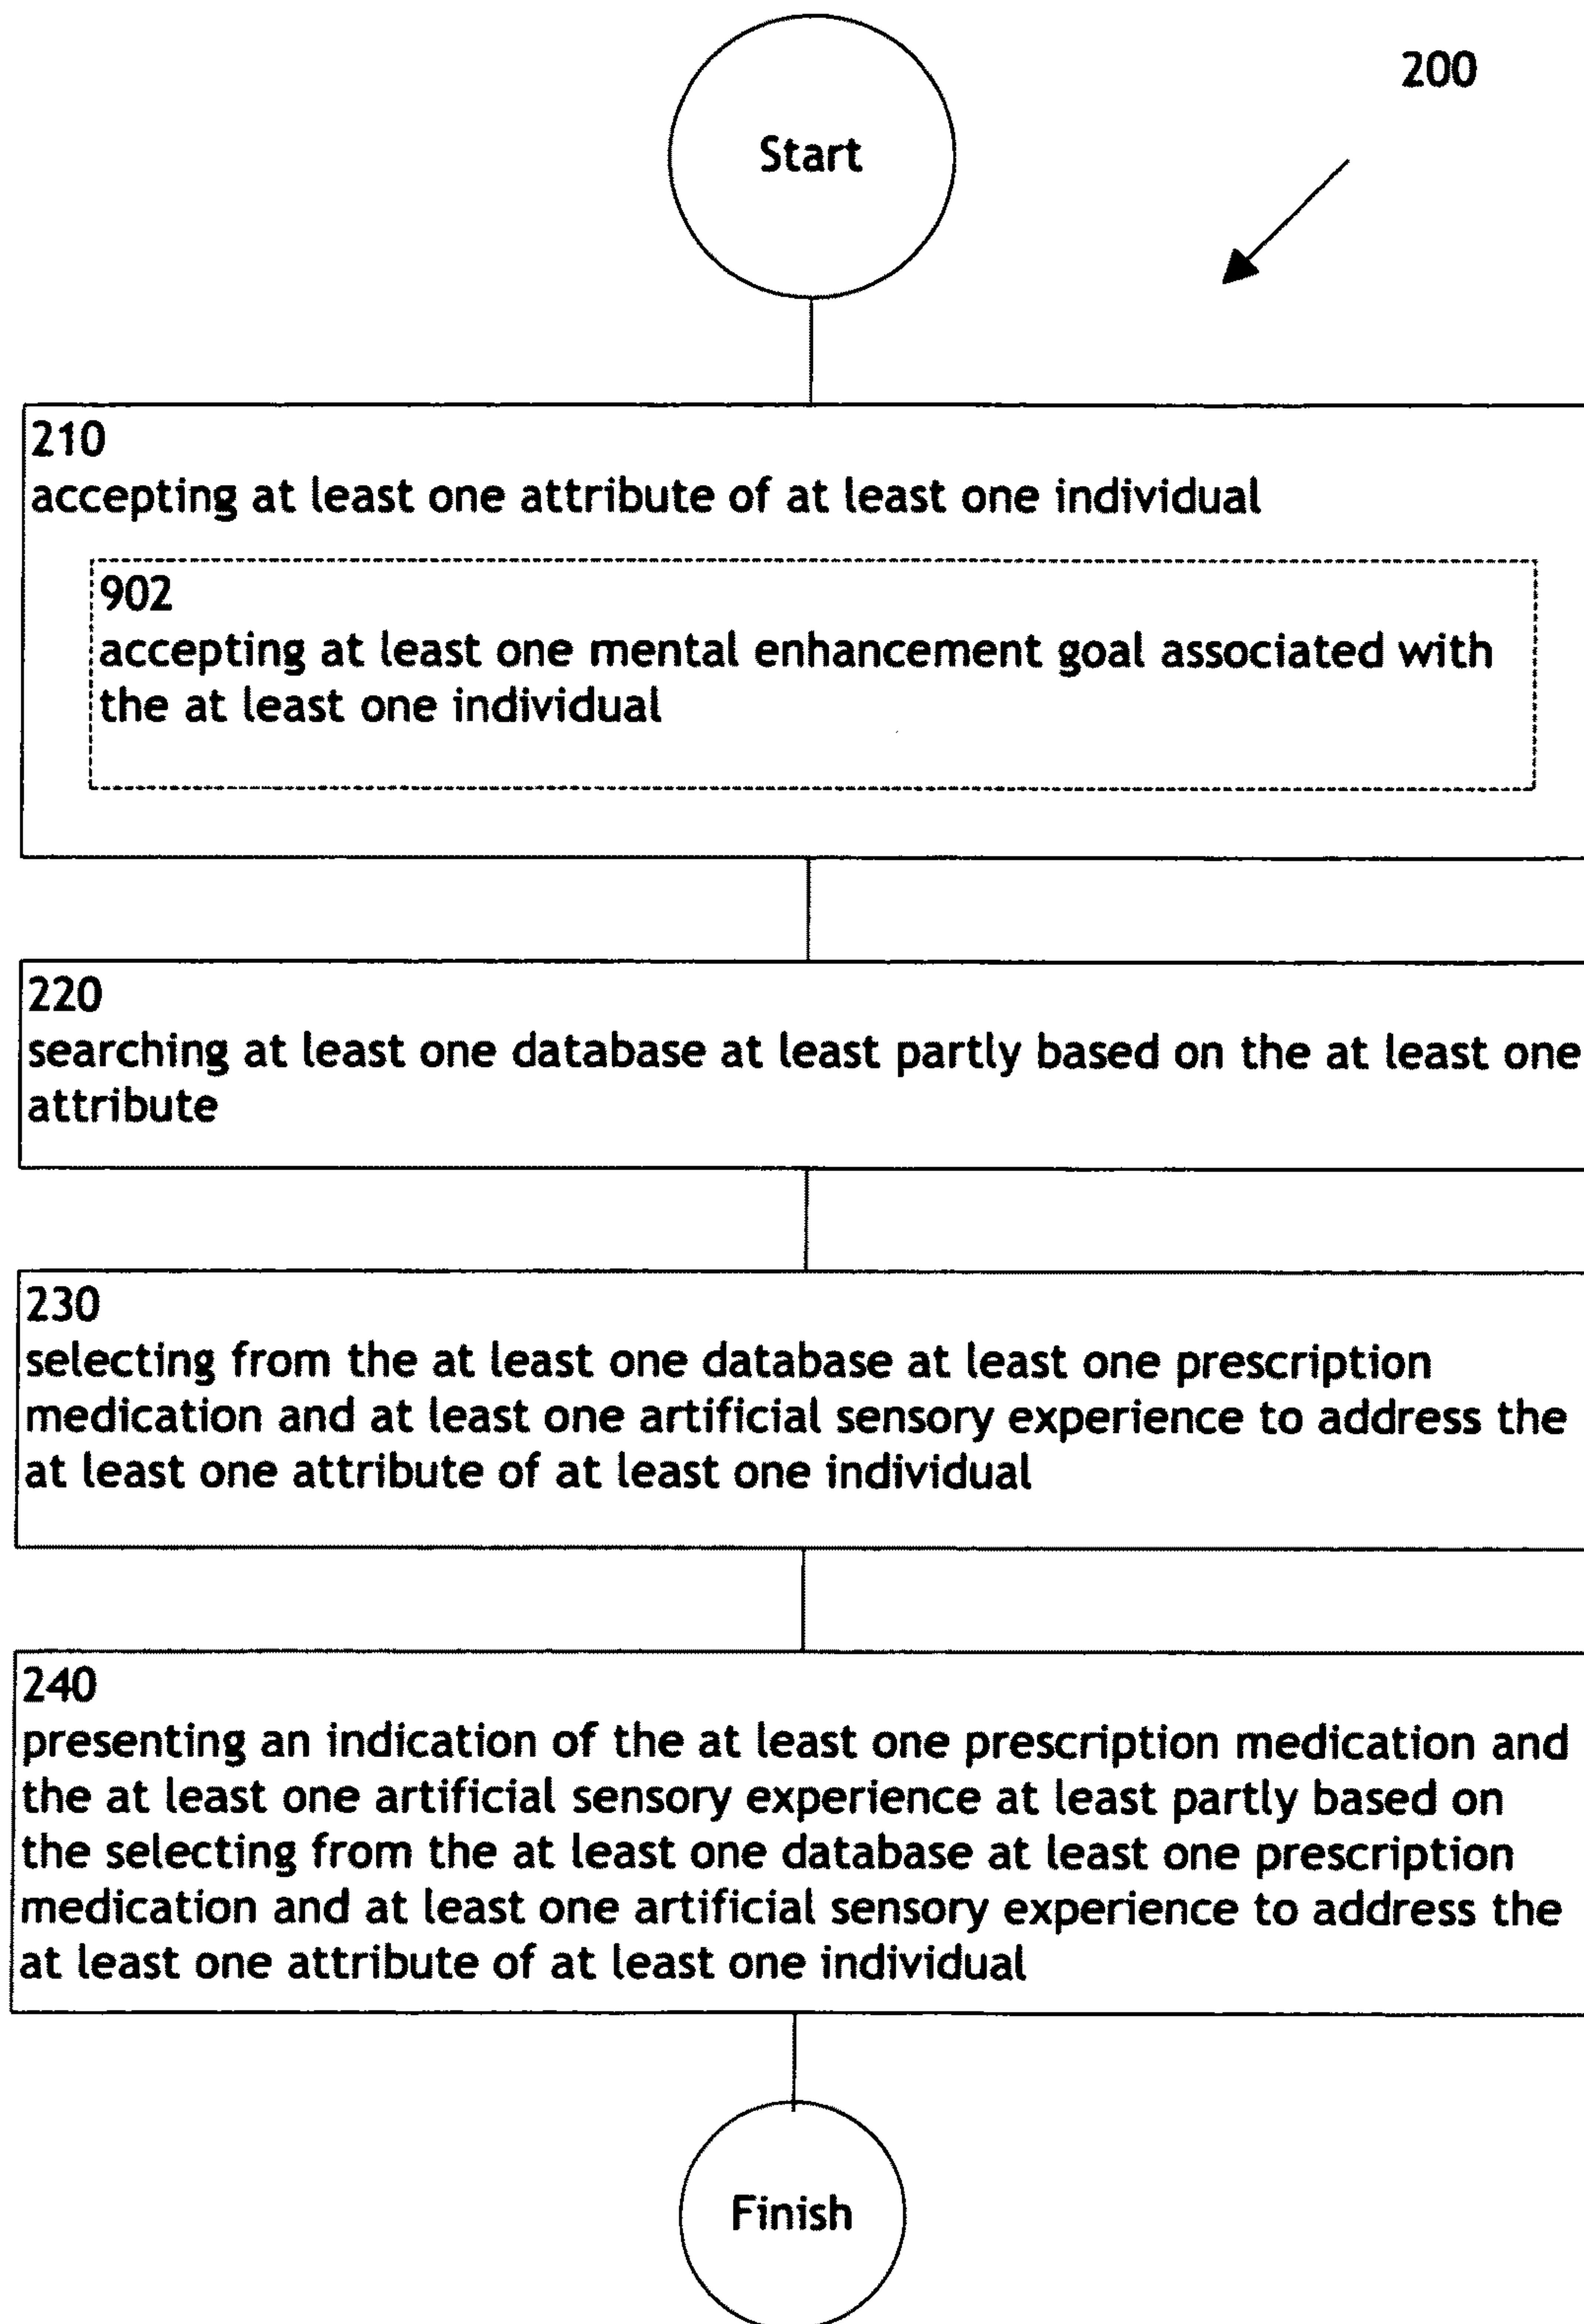 200
Start
210
accepting at least one attribute of at least one individual
902
accepting at least one mental enhancement goal associated with
the at least one individual
220
searching at least one database at least partly based on the at least one
attribute
230
selecting from the at least one database at least one prescription
medication and at least one artificial sensory experience to address the
at least one attribute of at least one individual
240
presenting an indication of the at least one prescription medication and
the at least one artificial sensory experience at least partly based on
the selecting from the at least one database at least one prescription
medication and at least one artificial sensory experience to address the
at least one attribute of at least one individual
Finish